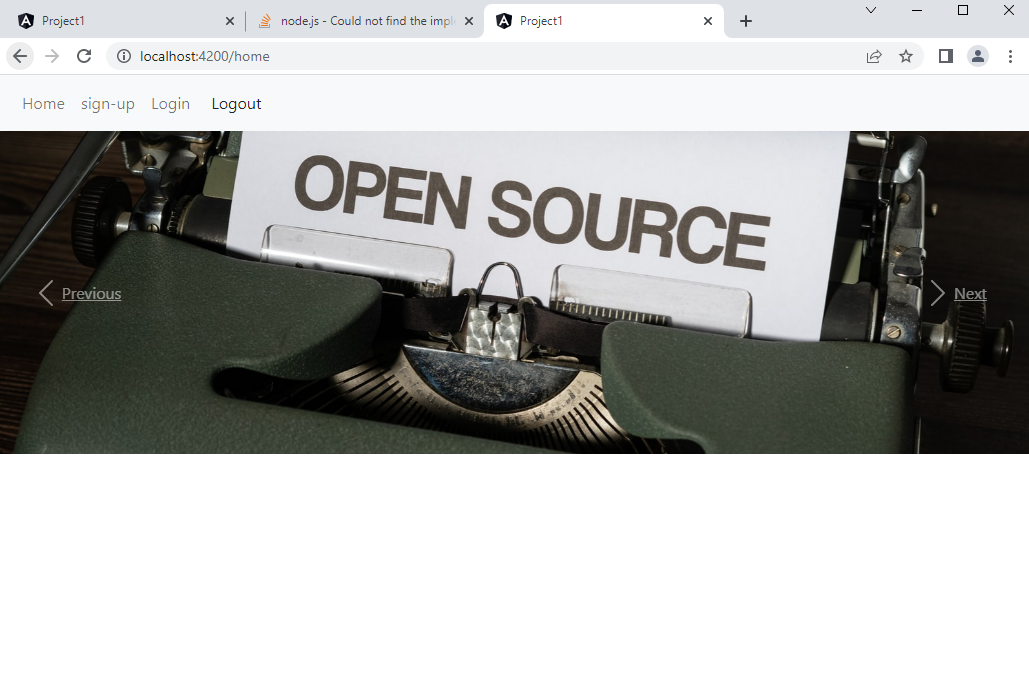 Project1
node.js - Could not find the imple
Project1
localhost:4200/home
Home sign-up Login Logout
OPEN SOURCE
Previous
Next